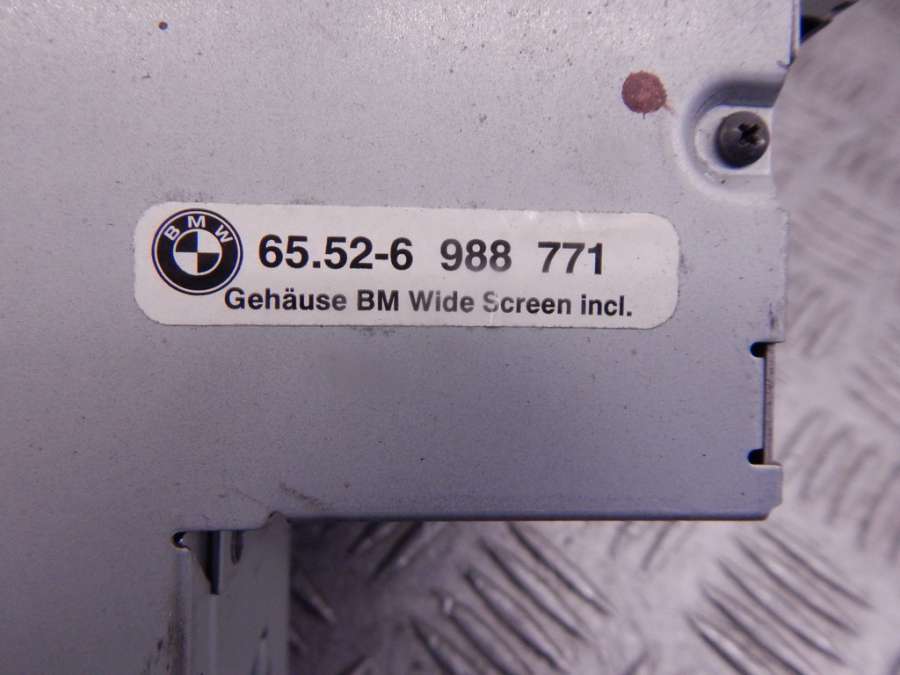 BMW 65.52-6 988 771
Gehäuse BM Wide Screen incl.